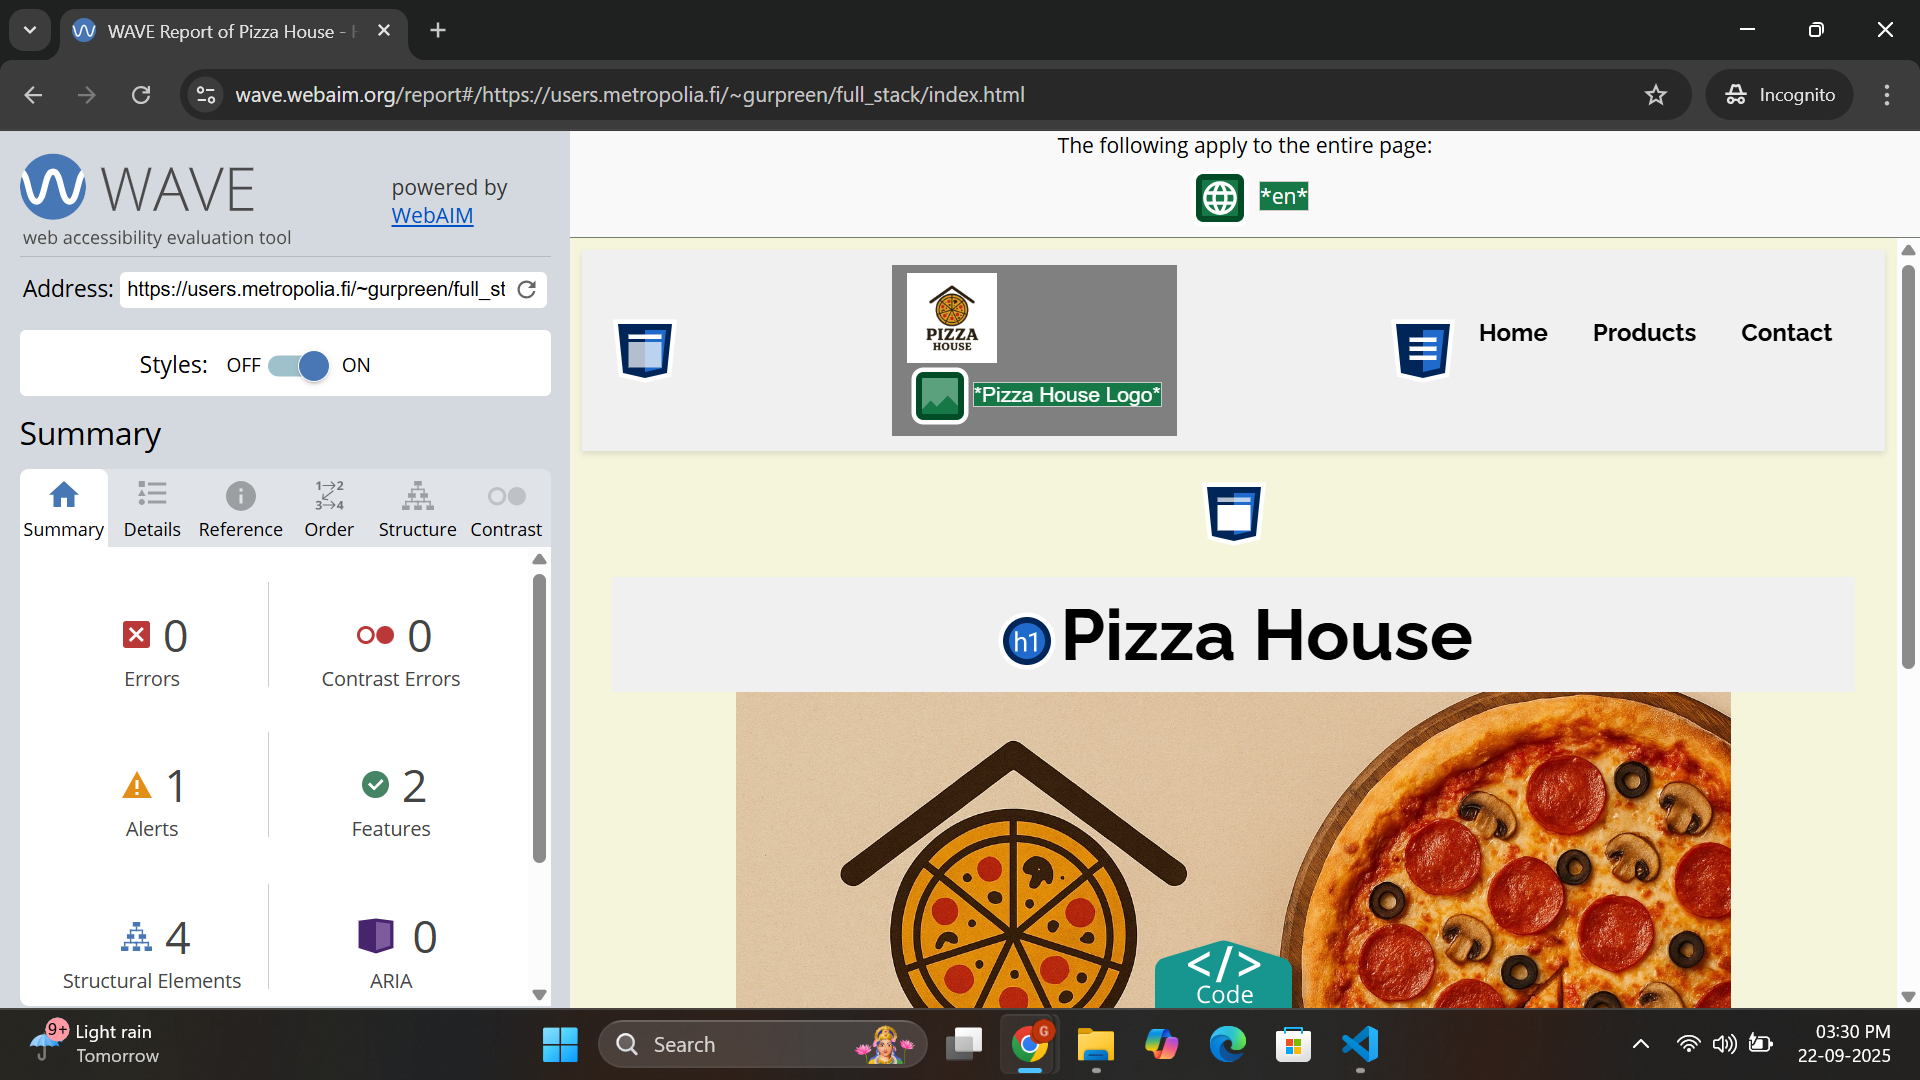 WAVE Report of Pizza House - H
wave.webaim.org/report#/https://users.metropolia.fi/~gurpreen/full_stack/index.html
Incognito
WAVE
powered by
WebAIM
web accessibility evaluation tool
Address: https://users.metropolia.fi/~gurpreen/full_st
Styles: OFF ON
Summary
Summary Details Reference Order Structure Contrast
0
Errors
0
Contrast Errors
1
Alerts
2
Features
4
Structural Elements
0
ARIA
The following apply to the entire page:
*en*
PIZZA
HOUSE
*Pizza House Logo*
Home Products Contact
h1 Pizza House
</>
Code
9+
Light rain
Tomorrow
Search
G
03:30 PM
22-09-2025